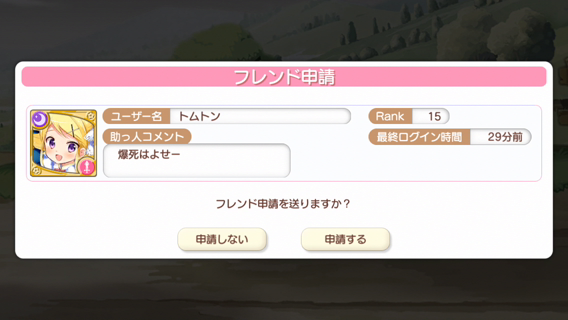 フレンド申請
ユーザー名 トムトン Rank 15
助っ人コメント 最終ログイン時間 29分前
爆死はよせー
フレンド申請を送りますか？
申請しない 申請する